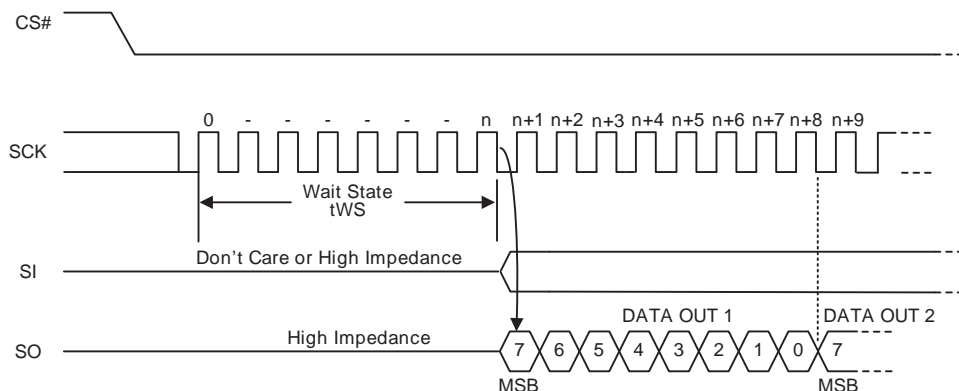 CS#
0 - - - - - - n n+1 n+2 n+3 n+4 n+5 n+6 n+7 n+8 n+9
SCK
Wait State
tWS
Don't Care or High Impedance
SI
DATA OUT 1 DATA OUT 2
High Impedance
SO
7 6 5 4 3 2 1 0 7
MSB MSB